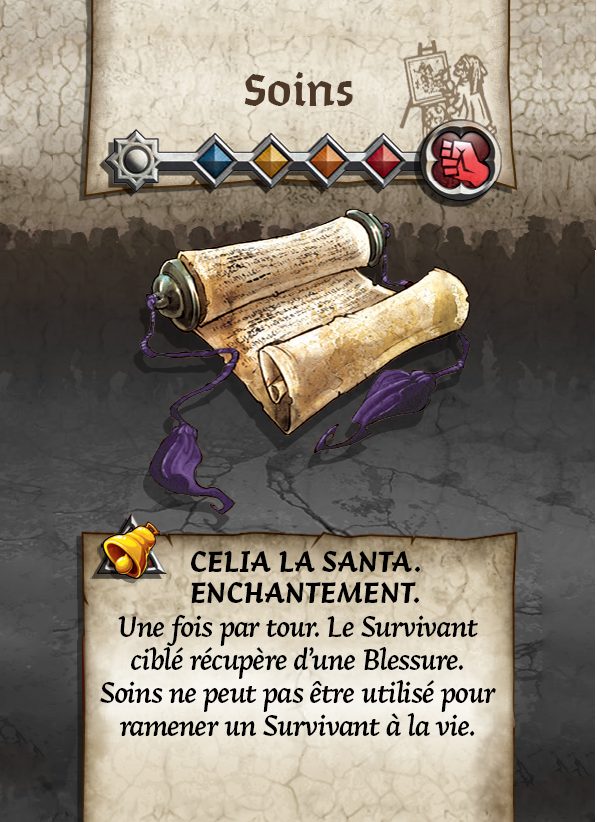 Soins
CELIA LA SANTA.
ENCHANTEMENT.
Une fois par tour. Le Survivant
ciblé récupère d'une Blessure.
Soins ne peut pas être utilisé pour
ramener un Survivant à la vie.